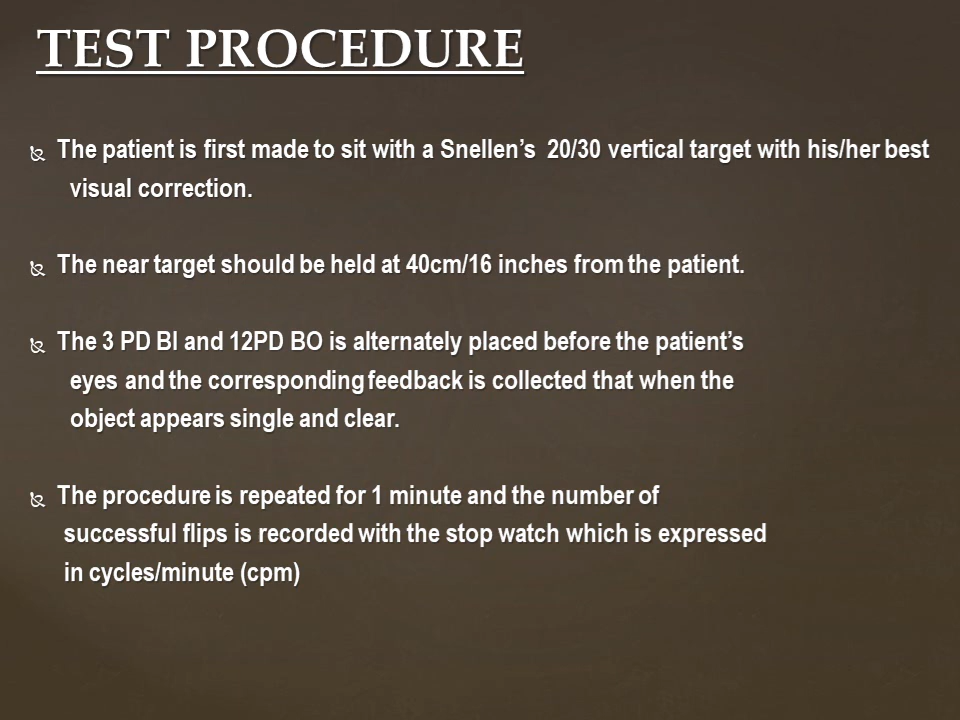 TEST PROCEDURE
The patient is first made to sit with a Snellen’s 20/30 vertical target with his/her best
visual correction.
The near target should be held at 40cm/16 inches from the patient.
The 3 PD BI and 12PD BO is alternately placed before the patient’s
eyes and the corresponding feedback is collected that when the
object appears single and clear.
The procedure is repeated for 1 minute and the number of
successful flips is recorded with the stop watch which is expressed
in cycles/minute (cpm)